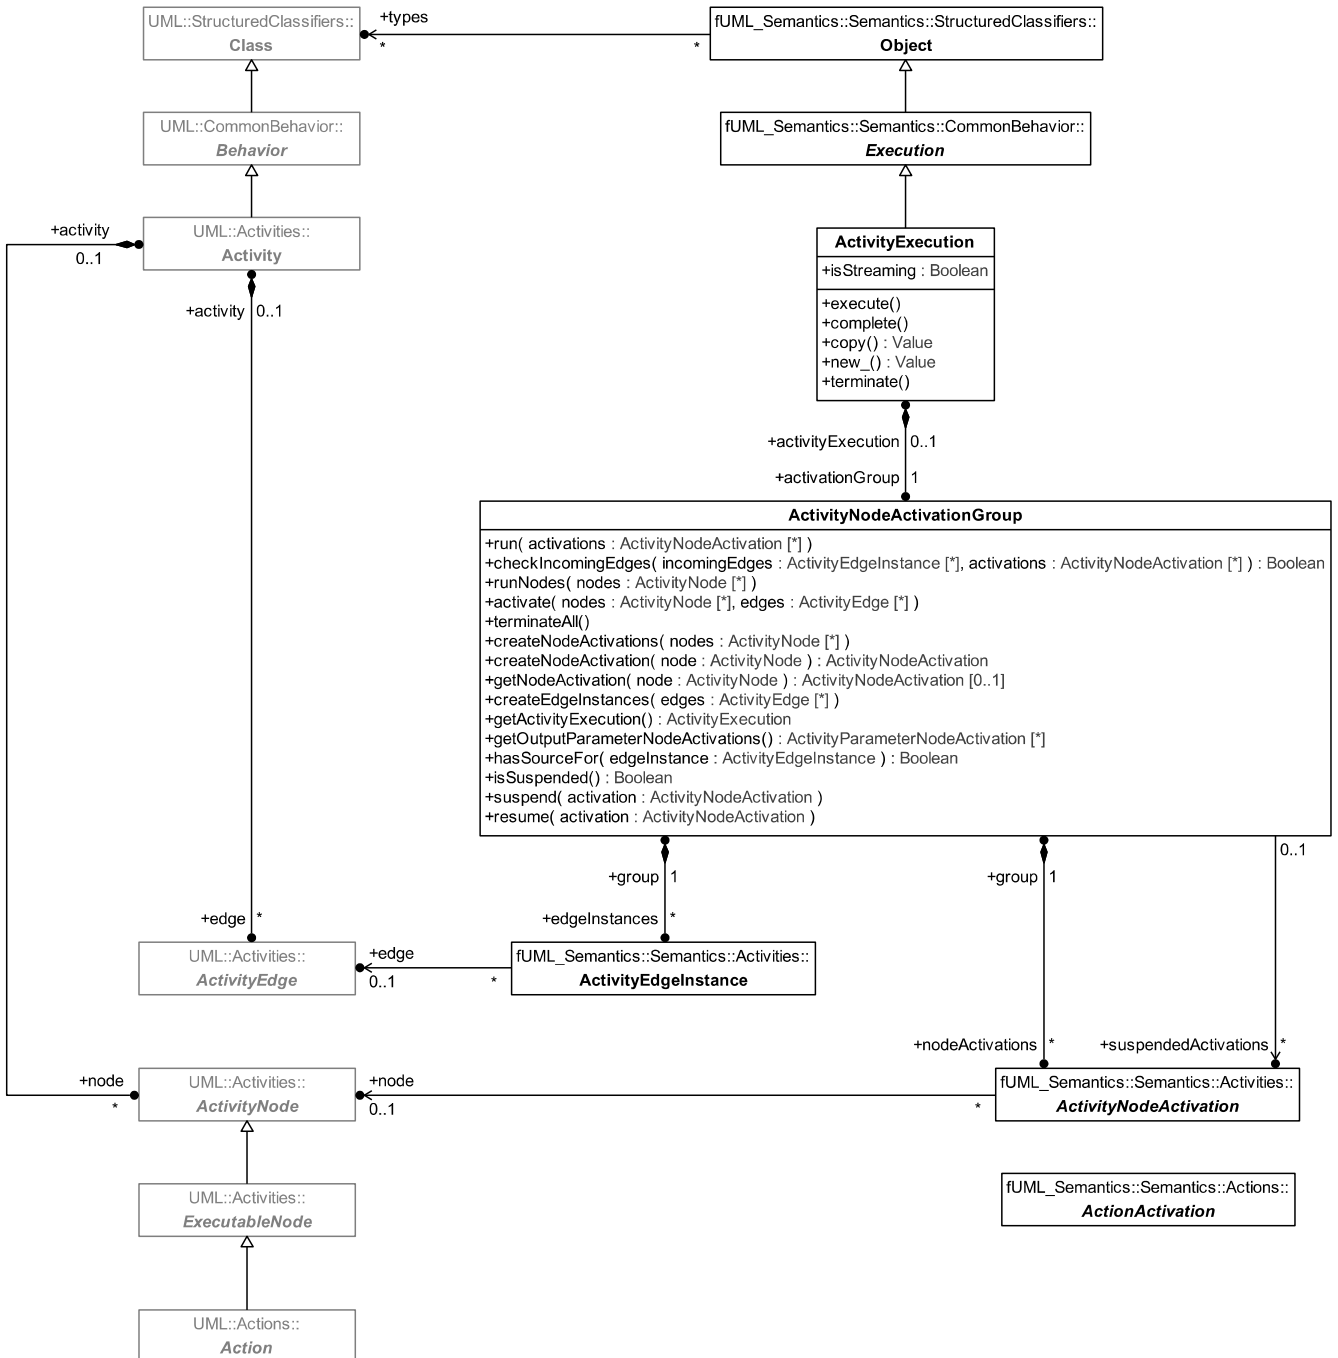 UML::StructuredClassifiers::
Class
+types
*
*
fUML_Semantics::Semantics::StructuredClassifiers::
Object
UML::CommonBehavior::
Behavior
fUML_Semantics::Semantics::CommonBehavior::
Execution
+activity
0..1
UML::Activities::
Activity
+activity
0..1
ActivityExecution
+isStreaming : Boolean
+execute()
+complete()
+copy() : Value
+new_() : Value
+terminate()
+activityExecution
0..1
+activationGroup
1
ActivityNodeActivationGroup
+run( activations : ActivityNodeActivation [*] )
+checkIncomingEdges( incomingEdges : ActivityEdgeInstance [*], activations : ActivityNodeActivation [*] ) : Boolean
+runNodes( nodes : ActivityNode [*] )
+activate( nodes : ActivityNode [*], edges : ActivityEdge [*] )
+terminateAll()
+createNodeActivations( nodes : ActivityNode [*] )
+createNodeActivation( node : ActivityNode ) : ActivityNodeActivation
+getNodeActivation( node : ActivityNode ) : ActivityNodeActivation [0..1]
+createEdgeInstances( edges : ActivityEdge [*] )
+getActivityExecution() : ActivityExecution
+getOutputParameterNodeActivations() : ActivityParameterNodeActivation [*]
+hasSourceFor( edgeInstance : ActivityEdgeInstance ) : Boolean
+isSuspended() : Boolean
+suspend( activation : ActivityNodeActivation )
+resume( activation : ActivityNodeActivation )
0..1
+group
1
+group
1
+edge
*
+edgeInstances
*
UML::Activities::
ActivityEdge
+edge
0..1
*
fUML_Semantics::Semantics::Activities::
ActivityEdgeInstance
+nodeActivations
*
+suspendedActivations
*
+node
*
UML::Activities::
ActivityNode
+node
0..1
*
fUML_Semantics::Semantics::Activities::
ActivityNodeActivation
UML::Activities::
ExecutableNode
fUML_Semantics::Semantics::Actions::
ActionActivation
UML::Actions::
Action